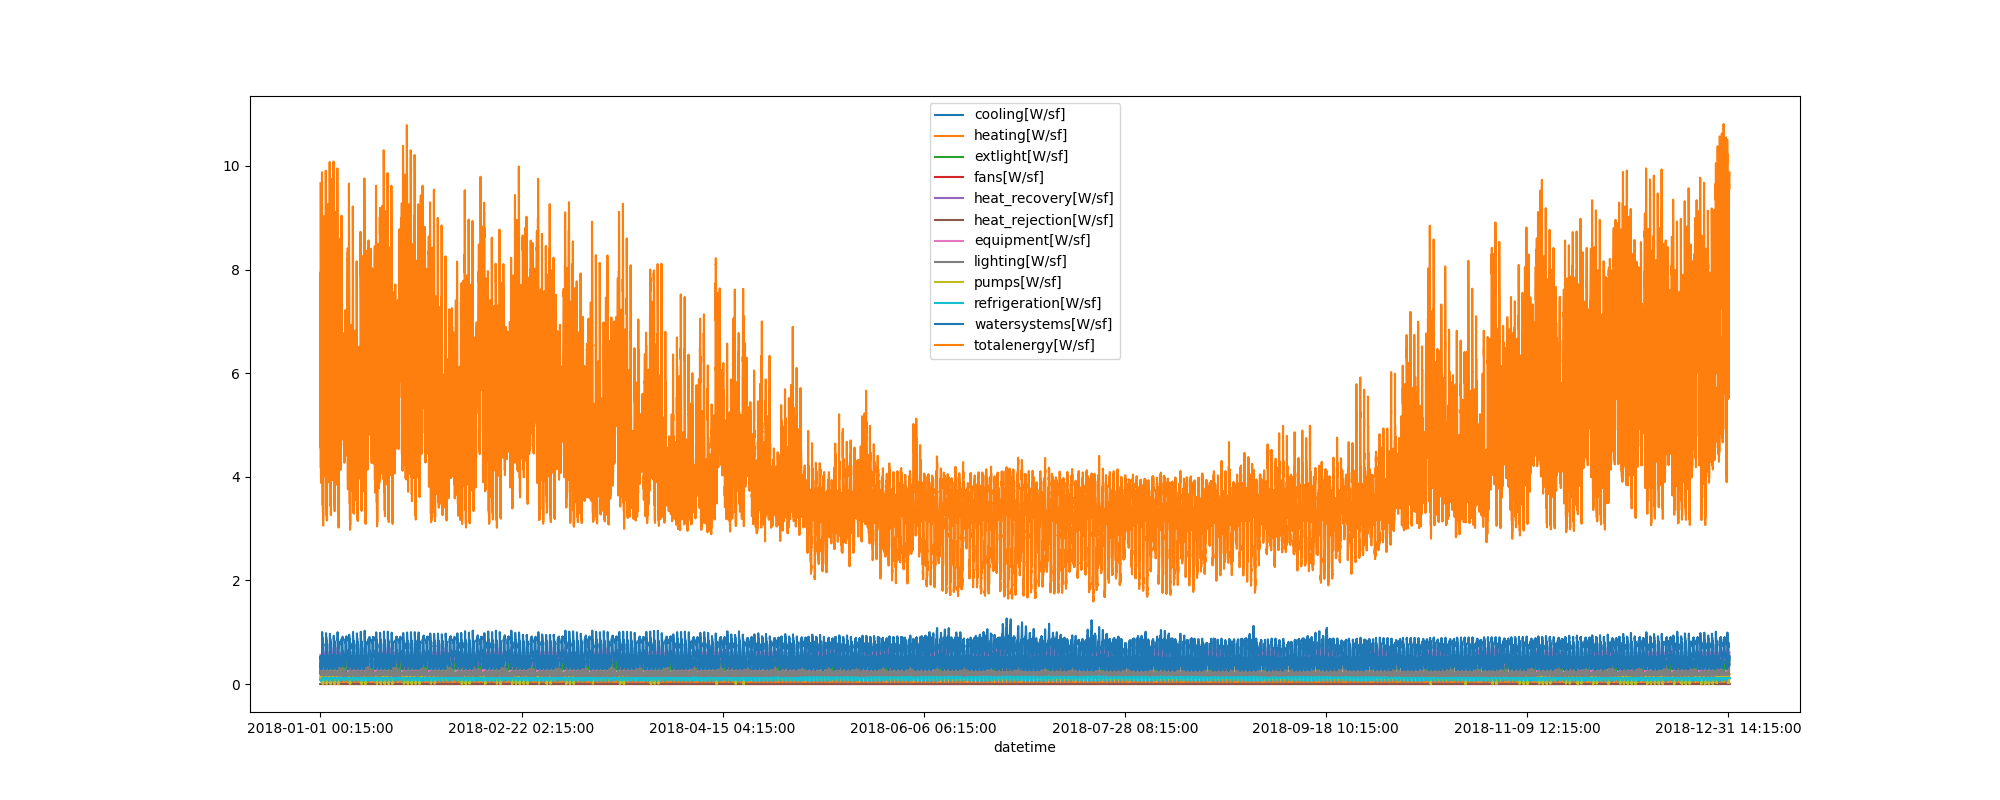 cooling[W/sf]
heating[W/sf]
extlight[W/sf]
fans[W/sf]
heat_recovery[W/sf]
heat_rejection[W/sf]
equipment[W/sf]
lighting[W/sf]
pumps[W/sf]
refrigeration[W/sf]
watersystems[W/sf]
totalenergy[W/sf]
10
8
6
4
2
0
2018-01-01 00:15:00 2018-02-22 02:15:00 2018-04-15 04:15:00 2018-06-06 06:15:00 2018-07-28 08:15:00 2018-09-18 10:15:00 2018-11-09 12:15:00 2018-12-31 14:15:00
datetime